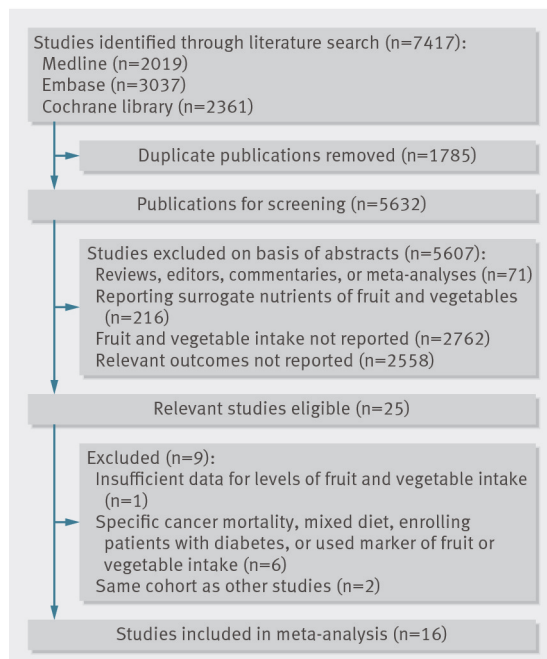 Studies identified through literature search (n=7417):
Medline (n=2019)
Embase (n=3037)
Cochrane library (n=2361)
Duplicate publications removed (n=1785)
Publications for screening (n=5632)
Studies excluded on basis of abstracts (n=5607):
Reviews, editors, commentaries, or meta-analyses (n=71)
Reporting surrogate nutrients of fruit and vegetables
(n=216)
Fruit and vegetable intake not reported (n=2762)
Relevant outcomes not reported (n=2558)
Relevant studies eligible (n=25)
Excluded (n=9):
Insufficient data for levels of fruit and vegetable intake
(n=1)
Specific cancer mortality, mixed diet, enrolling
patients with diabetes, or used marker of fruit or
vegetable intake (n=6)
Same cohort as other studies (n=2)
Studies included in meta-analysis (n=16)